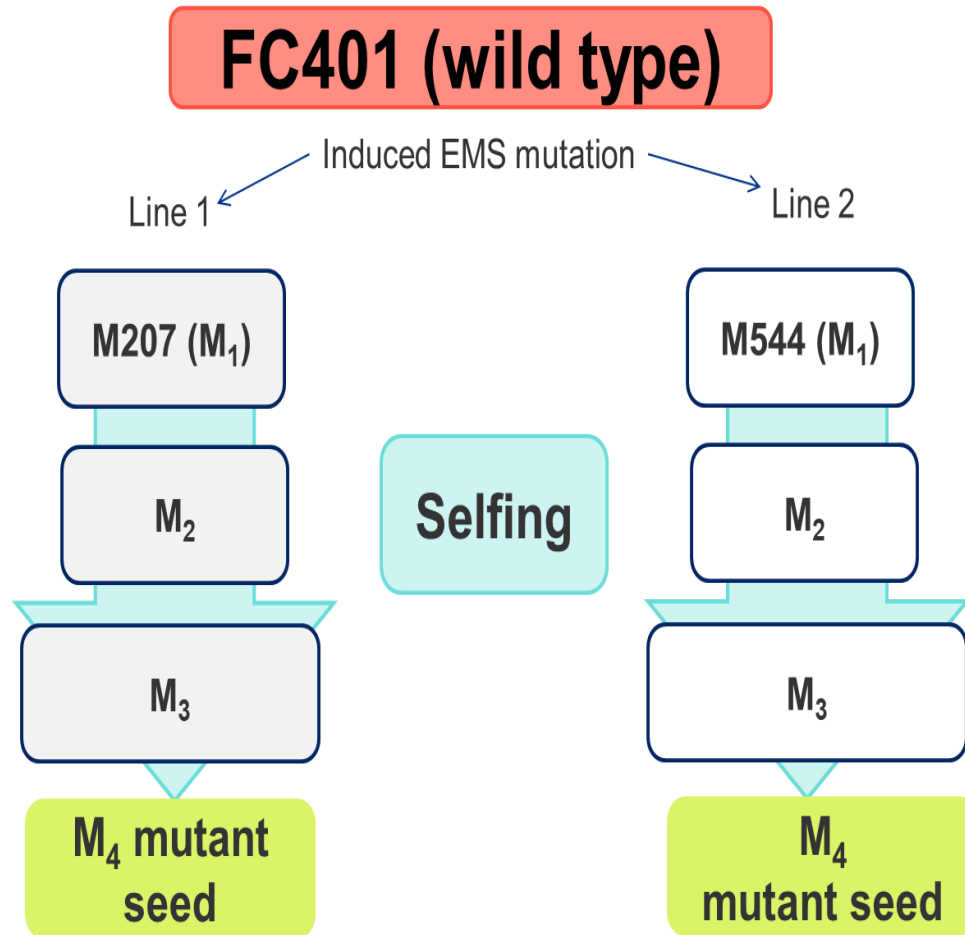 FC401 (wild type)
Induced EMS mutation
Line 1
Line 2
M207 (M₁)
M544 (M₁)
M₂
Selfing
M₂
M₃
M₃
M₄ mutant
seed
M₄
mutant seed